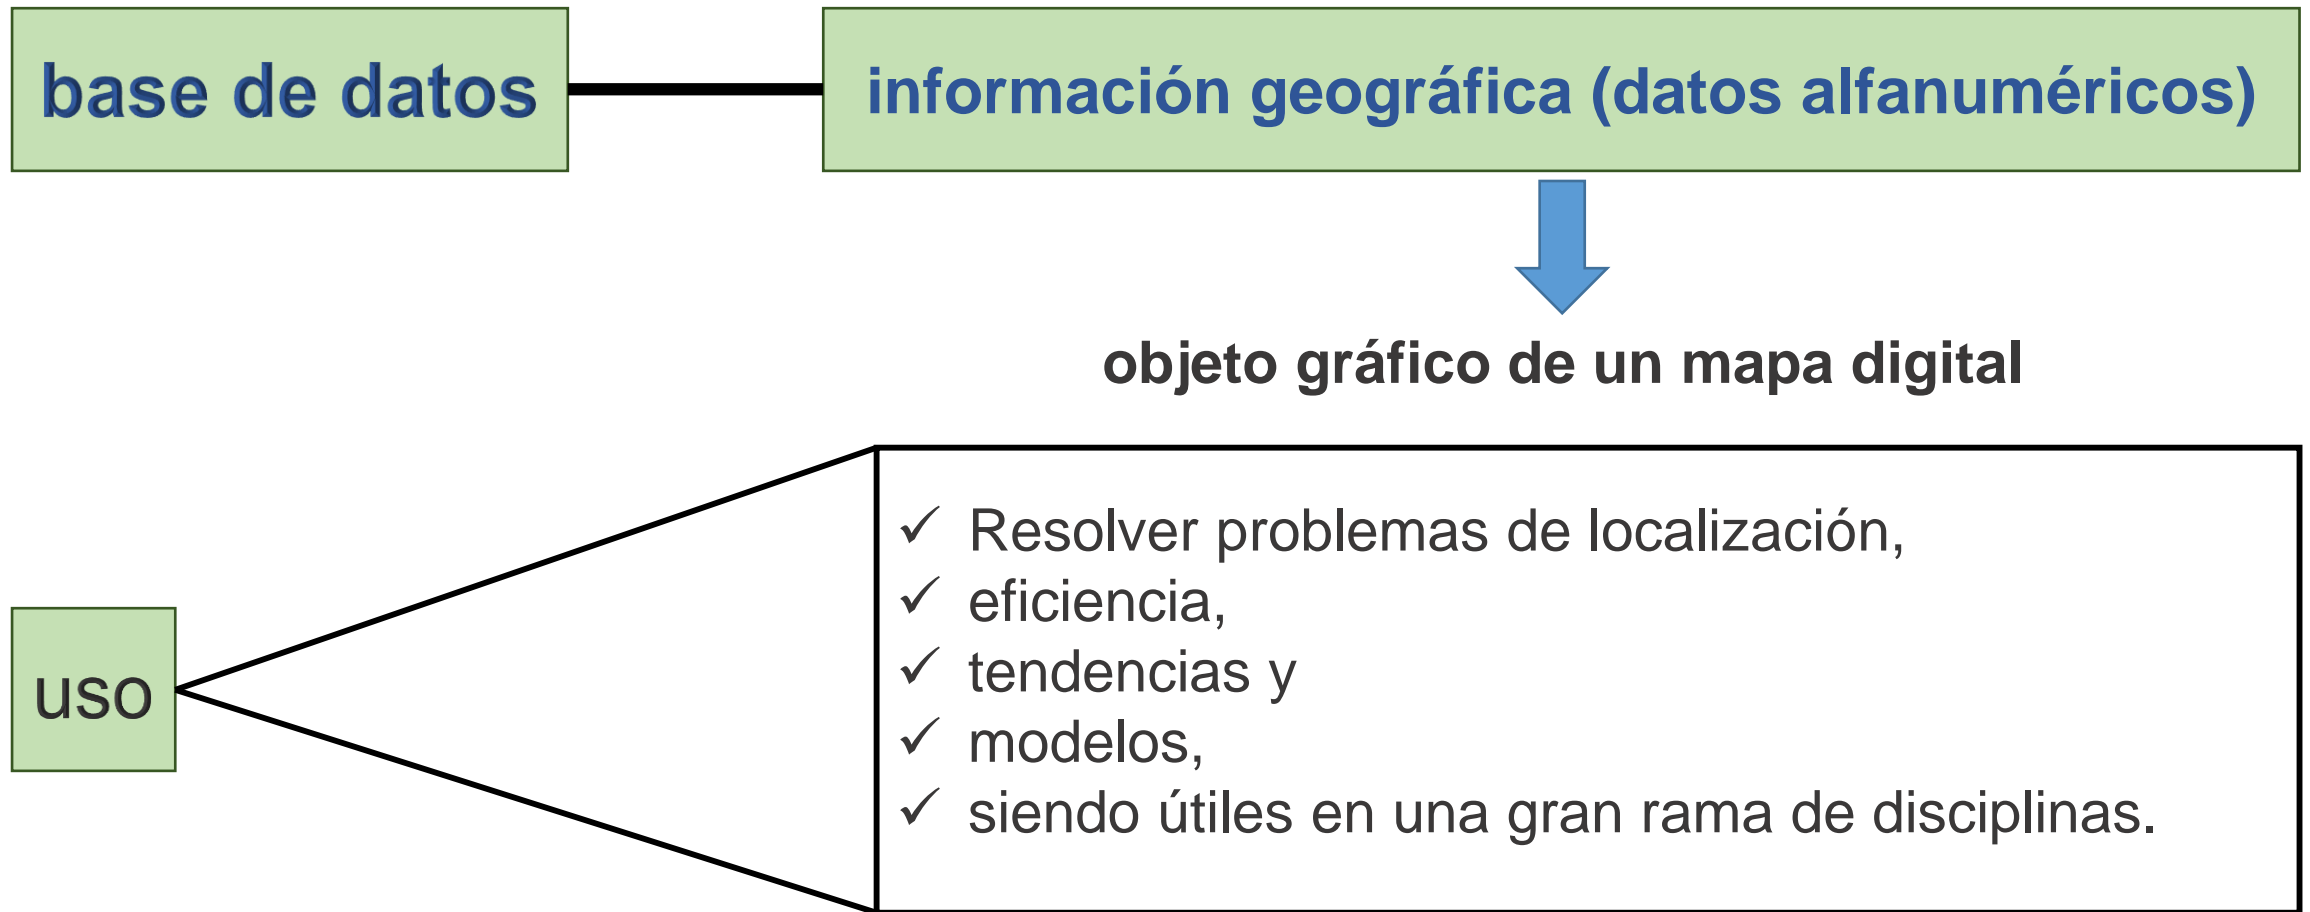 base de datos
información geográfica (datos alfanuméricos)
objeto gráfico de un mapa digital
uso
✓ Resolver problemas de localización,
✓ eficiencia,
✓ tendencias y
✓ modelos,
✓ siendo útiles en una gran rama de disciplinas.